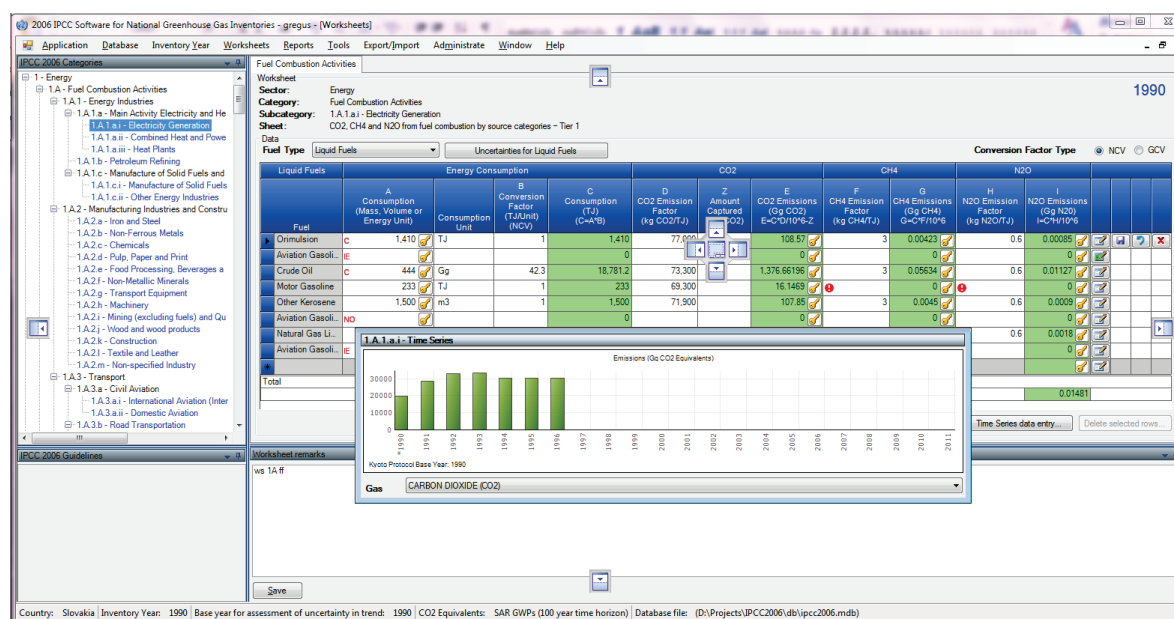 2006 IPCC Software for National Greenhouse Gas Inventories - gregus - [Worksheets]
Application Database Inventory Year Worksheets Reports Tools Export/Import Administrate Window Help
IPCC 2006 Categories
1 - Energy
1.A - Fuel Combustion Activities
1.A.1 - Energy Industries
1.A.1.a - Main Activity Electricity and He
1.A.1.a.i - Electricity Generation
1.A.1.a.ii - Combined Heat and Powe
1.A.1.a.iii - Heat Plants
1.A.1.b - Petroleum Refining
1.A.1.c - Manufacture of Solid Fuels and
1.A.1.c.i - Manufacture of Solid Fuels
1.A.1.c.ii - Other Energy Industries
1.A.2 - Manufacturing Industries and Constru
1.A.2.a - Iron and Steel
1.A.2.b - Non-Ferrous Metals
1.A.2.c - Chemicals
1.A.2.d - Pulp, Paper and Print
1.A.2.e - Food Processing, Beverages a
1.A.2.f - Non-Metallic Minerals
1.A.2.g - Transport Equipment
1.A.2.h - Machinery
1.A.2.i - Mining (excluding fuels) and Qu
1.A.2.j - Wood and wood products
1.A.2.k - Construction
1.A.2.l - Textile and Leather
1.A.2.m - Non-specified Industry
1.A.3 - Transport
1.A.3.a - Civil Aviation
1.A.3.a.i - International Aviation (Inter
1.A.3.a.ii - Domestic Aviation
1.A.3.b - Road Transportation
IPCC 2006 Guidelines
Fuel Combustion Activities
Worksheet
Sector: Energy
Category: Fuel Combustion Activities
Subcategory: 1.A.1.a.i - Electricity Generation
Sheet: CO2, CH4 and N2O from fuel combustion by source categories – Tier 1
1990
Data
Fuel Type Liquid Fuels Uncertainties for Liquid Fuels Conversion Factor Type NCV GCV
Liquid Fuels Energy Consumption CO2 CH4 N2O
Fuel
A Consumption (Mass, Volume or Energy Unit)
Consumption Unit
B Conversion Factor (TJ/Unit) (NCV)
C Consumption (TJ) (C=A*B)
D CO2 Emission Factor (kg CO2/TJ)
Z Amount Captured CO2)
E CO2 Emissions (Gg CO2) E=C*D/10^6-Z
F CH4 Emission Factor (kg CH4/TJ)
G CH4 Emissions (Gg CH4) G=C*F/10^6
H N2O Emission Factor (kg N2O/TJ)
I N2O Emissions (Gg N2O) I=C*H/10^6
Orimulsion C 1,410 TJ 1 1,410 77,000 108.57 3 0.00423 0.6 0.00085
Aviation Gasoli... IE 0 0 0 0
Crude Oil C 444 Gg 42.3 18,781.2 73,300 1,376.66196 3 0.05634 0.6 0.01127
Motor Gasoline 233 TJ 1 233 69,300 16.1469 0 0
Other Kerosene 1,500 m3 1 1,500 71,900 107.85 3 0.0045 0.6 0.0009
Aviation Gasoli... NO 0 0 0 0
Natural Gas Li... 0.6 0.0018
Aviation Gasoli... IE 0
Total
0.01481
Time Series data entry... Delete selected rows...
1.A.1.a.i - Time Series
Emissions (Gg CO2 Equivalents)
30000
20000
10000
0
*1990 1991 1992 1993 1994 1995 1996 1997 1998 1999 2000 2001 2002 2003 2004 2005 2006 2007 2008 2009 2010 2011
Kyoto Protocol Base Year: 1990
Gas CARBON DIOXIDE (CO2)
Worksheet remarks
ws 1A ff
Save
Country: Slovakia Inventory Year: 1990 Base year for assessment of uncertainty in trend: 1990 CO2 Equivalents: SAR GWPs (100 year time horizon) Database file: (D:\Projects\IPCC2006\db\ipcc2006.mdb)